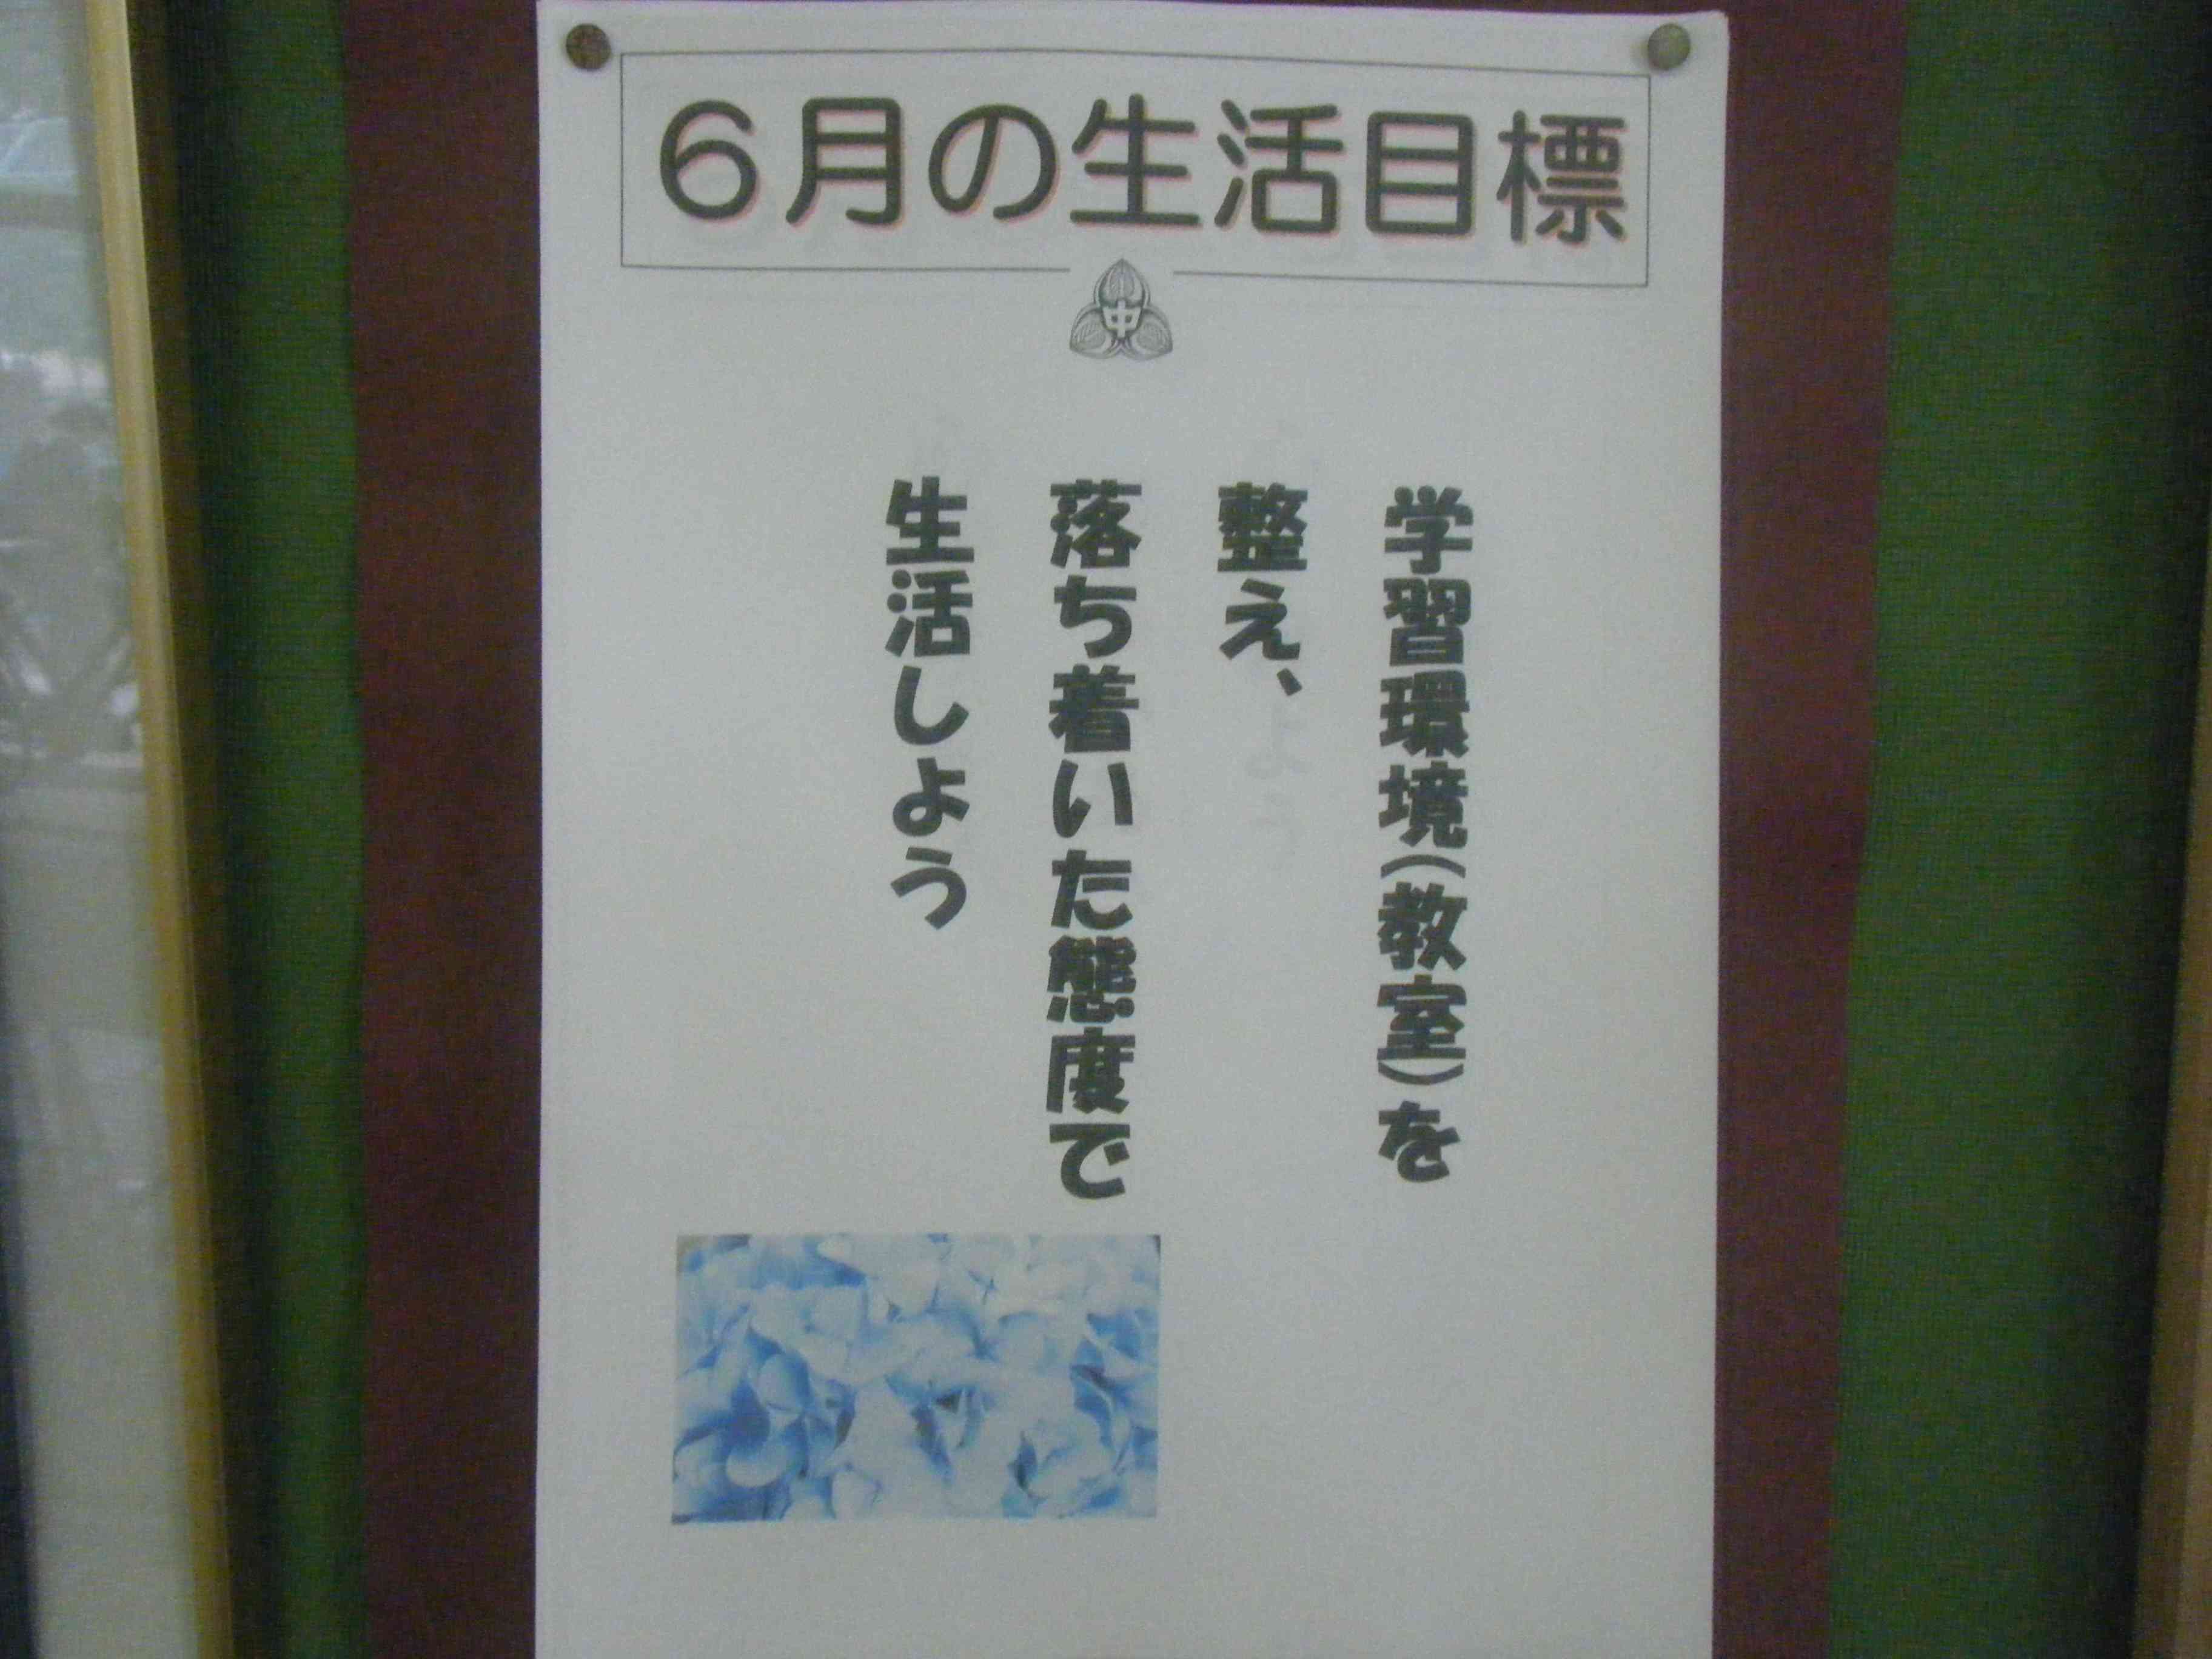 6月の生活目標
中
学習環境(教室)を
整え、
落ち着いた態度で
生活しよう